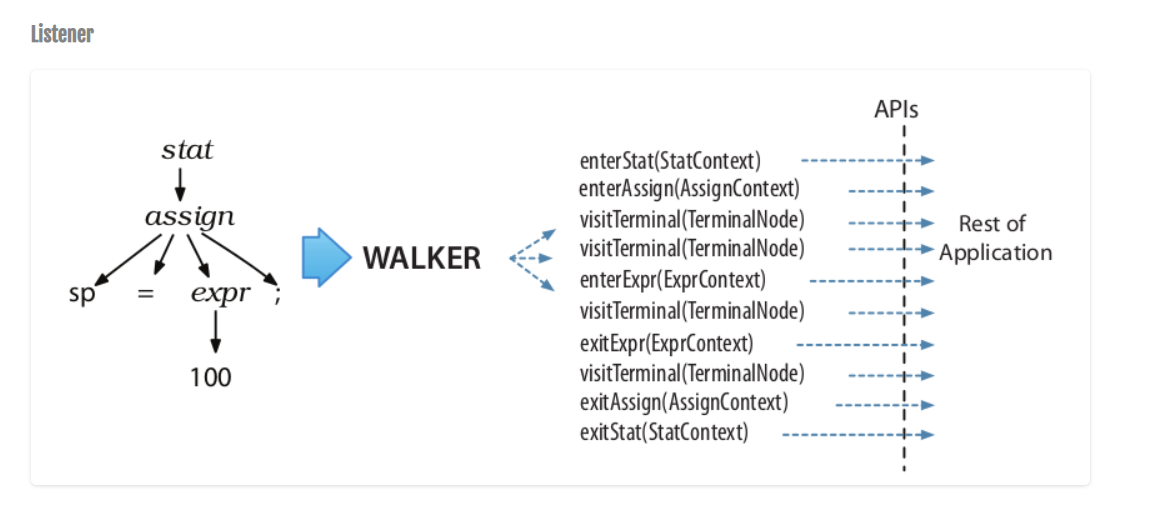 Listener
APIs
stat
assign
sp = expr ;
100
WALKER
enterStat(StatContext)
enterAssign(AssignContext)
visitTerminal(TerminalNode)
visitTerminal(TerminalNode)
enterExpr(ExprContext)
visitTerminal(TerminalNode)
exitExpr(ExprContext)
visitTerminal(TerminalNode)
exitAssign(AssignContext)
exitStat(StatContext)
Rest of
Application